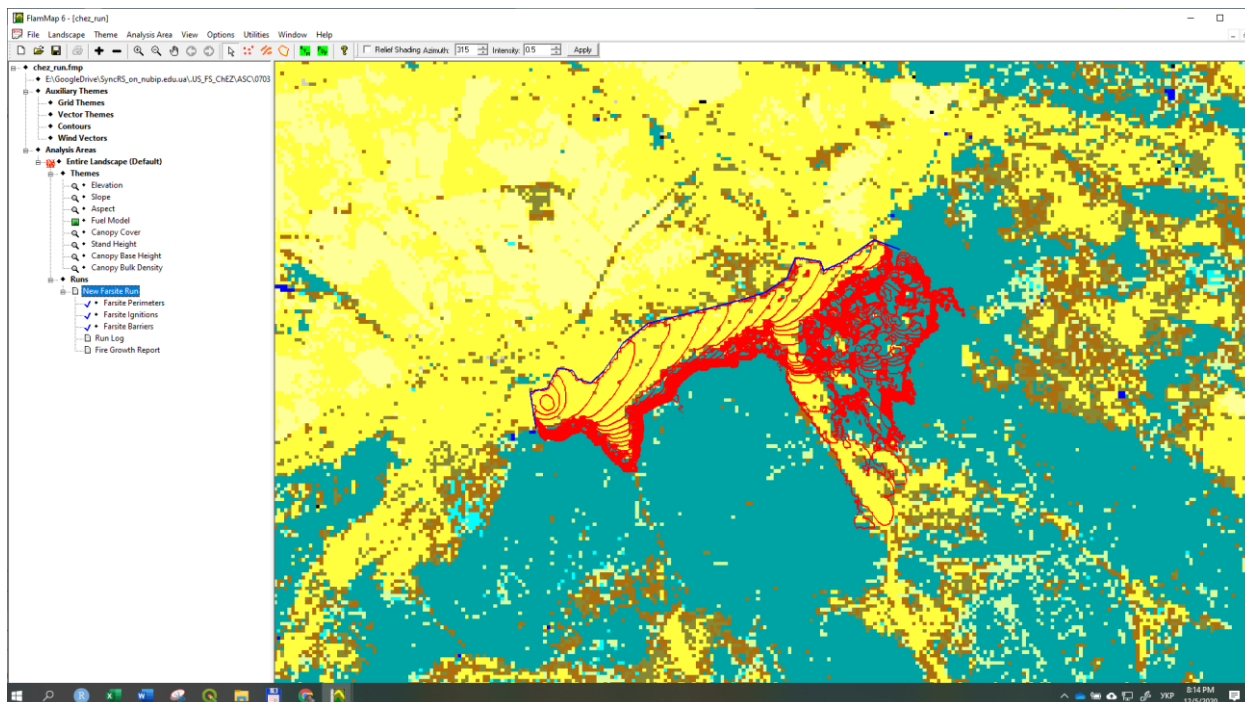 FlamMap 6 - [chez_run]
File Landscape Theme Analysis Area View Options Utilities Window Help
Relief Shading Azimuth: 315 Intensity: 0.5 Apply
chez_run.fmp
E:\GoogleDrive\SyncRS_on_nubip.edu.ua\.US_FS_ChEZ\ASC\0703
Auxiliary Themes
Grid Themes
Vector Themes
Contours
Wind Vectors
Analysis Areas
Entire Landscape (Default)
Themes
Elevation
Slope
Aspect
Fuel Model
Canopy Cover
Stand Height
Canopy Base Height
Canopy Bulk Density
Runs
New Farsite Run
Farsite Perimeters
Farsite Ignitions
Farsite Barriers
Run Log
Fire Growth Report
УКР 8:14 PM
12/5/2020